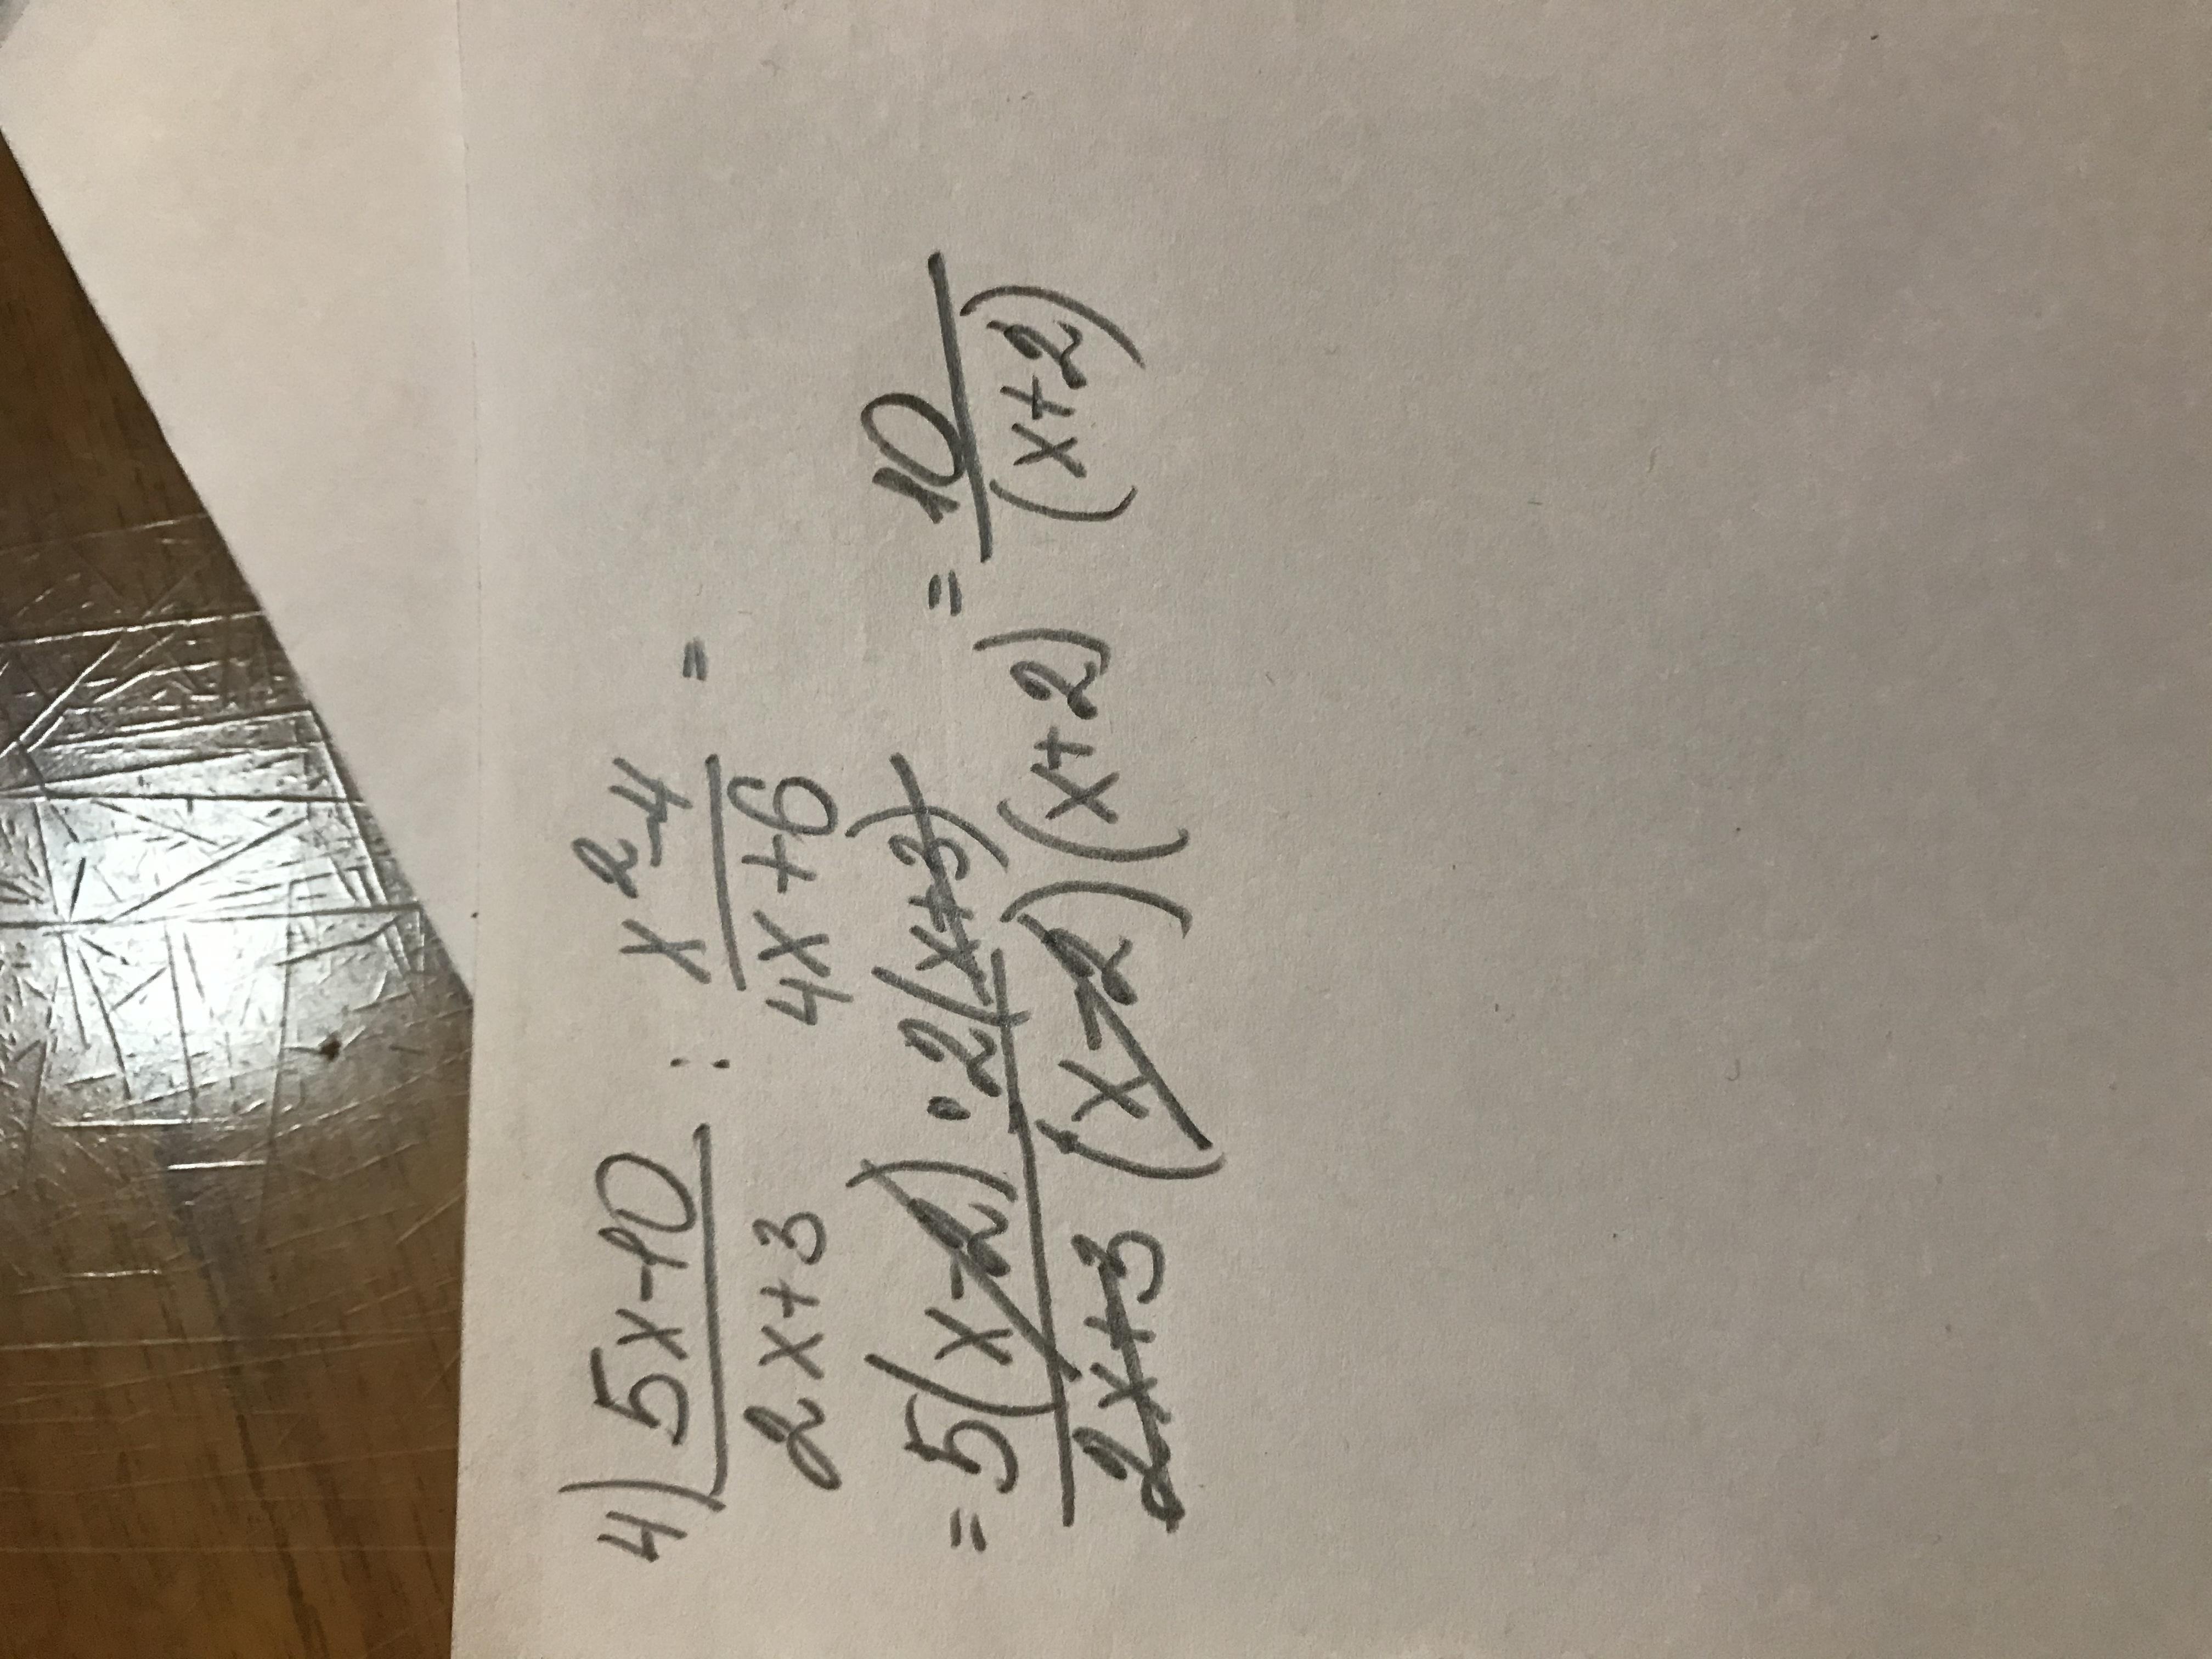 4) 5x-10 : x²-4 =
2x+3 4x+6
= 5(x-2) · 2(x+3) = 10
2x+3 (x-2)(x+2) (x+2)